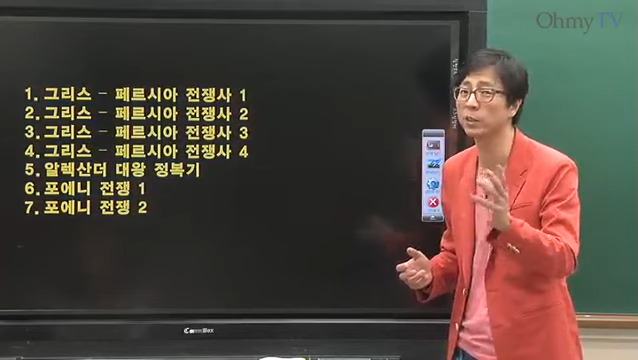 OhmyTV
1. 그리스 - 페르시아 전쟁사 1
2. 그리스 - 페르시아 전쟁사 2
3. 그리스 - 페르시아 전쟁사 3
4. 그리스 - 페르시아 전쟁사 4
5. 알렉산더 대왕 정복기
6. 포에니 전쟁 1
7. 포에니 전쟁 2